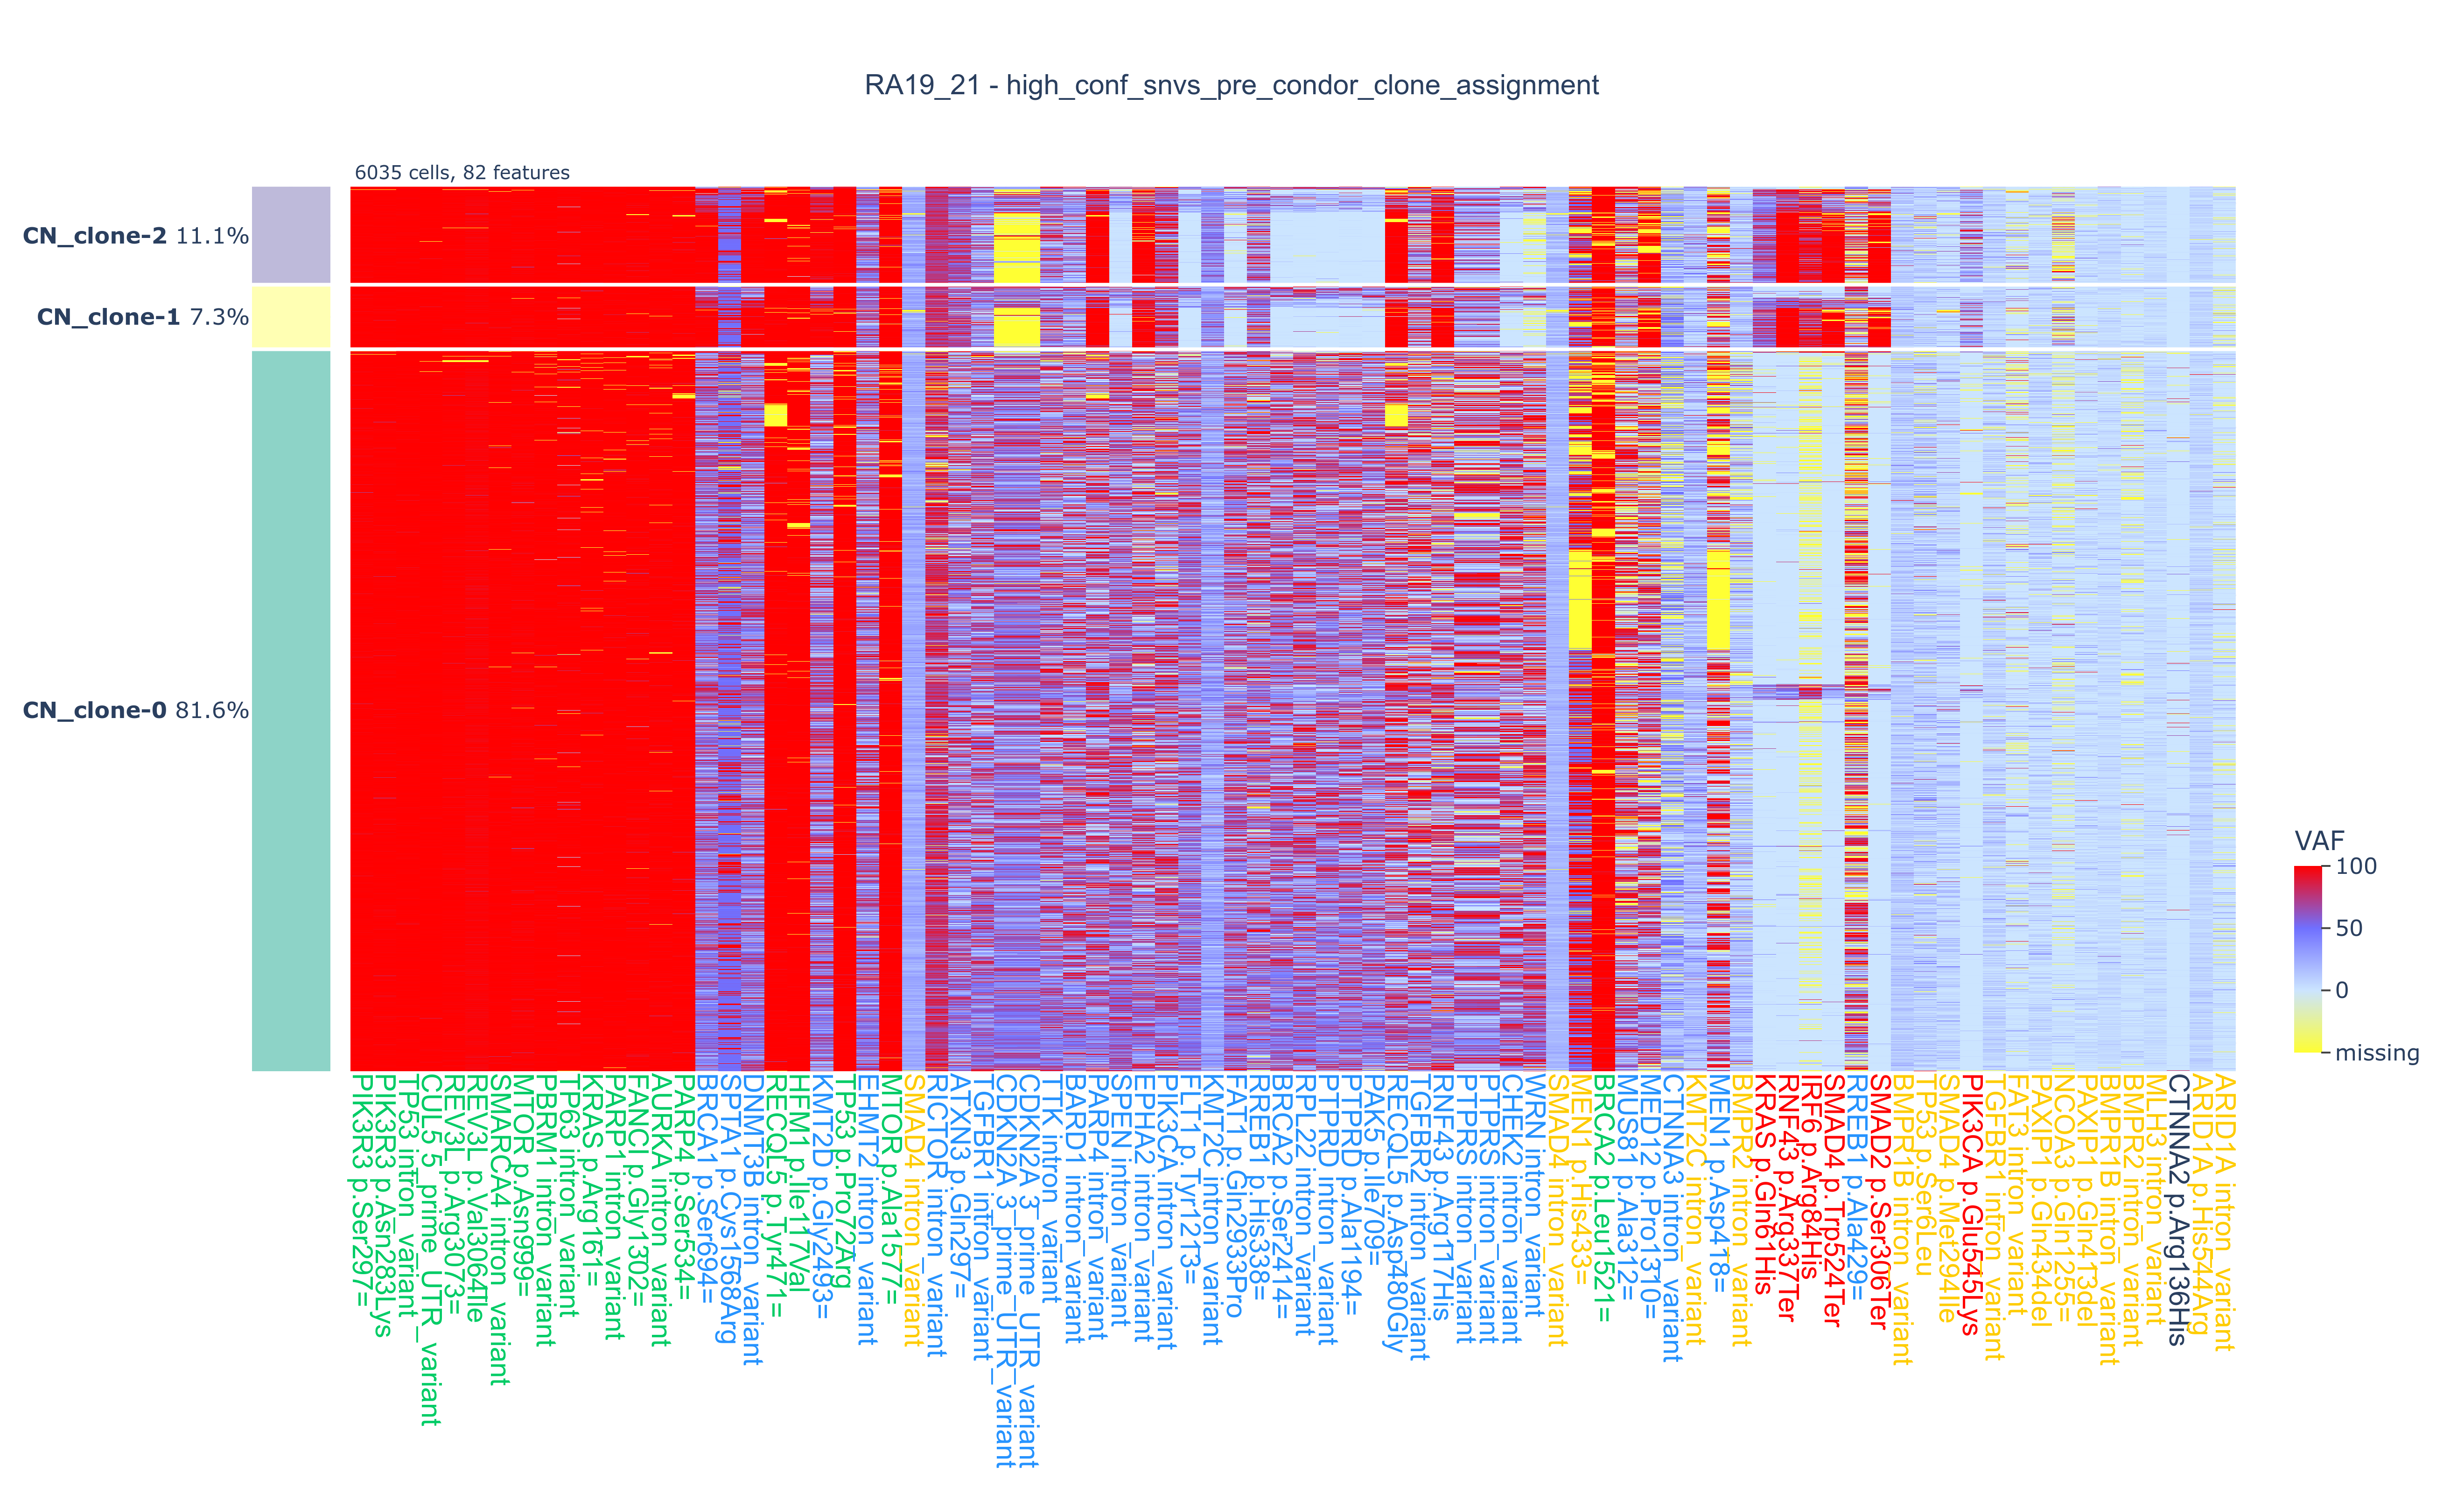 RA19_21 - high_conf_snvs_pre_condor_clone_assignment
6035 cells, 82 features
CN_clone-2 11.1%
CN_clone-1 7.3%
CN_clone-0 81.6%
VAF
100
50
0
missing
PIK3R3 p.Ser297=
PIK3R3 p.Asn283Lys
TP53 intron_variant
CUL5 5_prime_UTR_variant
REV3L p.Arg3073=
REV3L p.Val3064Ile
SMARCA4 intron_variant
MTOR p.Asn999=
PBRM1 intron_variant
TP63 intron_variant
KRAS p.Arg161=
PARP1 intron_variant
FANCI p.Gly1302=
AURKA intron_variant
PARP4 p.Ser534=
BRCA1 p.Ser694=
SPTA1 p.Cys1568Arg
DNMT3B intron_variant
RECQL5 p.Tyr471=
HFM1 p.Ile117Val
KMT2D p.Gly2493=
TP53 p.Pro72Arg
EHMT2 intron_variant
MTOR p.Ala1577=
SMAD4 intron_variant
RICTOR intron_variant
ATXN3 p.Gln297=
TGFBR1 intron_variant
CDKN2A 3_prime_UTR_variant
CDKN2A 3_prime_UTR_variant
TTK intron_variant
BARD1 intron_variant
PARP4 intron_variant
SPEN intron_variant
EPHA2 intron_variant
PIK3CA intron_variant
FLT1 p.Tyr1213=
KMT2C intron_variant
FAT1 p.Gln2933Pro
RREB1 p.His338=
BRCA2 p.Ser2414=
RPL22 intron_variant
PTPRD intron_variant
PTPRD p.Ala1194=
PAK5 p.Ile709=
RECQL5 p.Asp480Gly
TGFBR2 intron_variant
RNF43 p.Arg117His
PTPRS intron_variant
PTPRS intron_variant
CHEK2 intron_variant
WRN intron_variant
SMAD4 intron_variant
MEN1 p.His433=
BRCA2 p.Leu1521=
MUS81 p.Ala312=
MED12 p.Pro1310=
CTNNA3 intron_variant
KMT2C intron_variant
MEN1 p.Asp418=
BMPR2 intron_variant
KRAS p.Gln61His
RNF43 p.Arg337Ter
IRF6 p.Arg84His
SMAD4 p.Trp524Ter
RREB1 p.Ala429=
SMAD2 p.Ser306Ter
BMPR1B intron_variant
TP53 p.Ser6Leu
SMAD4 p.Met294Ile
PIK3CA p.Glu545Lys
TGFBR1 intron_variant
FAT3 intron_variant
PAXIP1 p.Gln434del
NCOA3 p.Gln1255=
PAXIP1 p.Gln413del
BMPR1B intron_variant
BMPR2 intron_variant
MLH3 intron_variant
CTNNA2 p.Arg136His
ARID1A p.His544Arg
ARID1A intron_variant